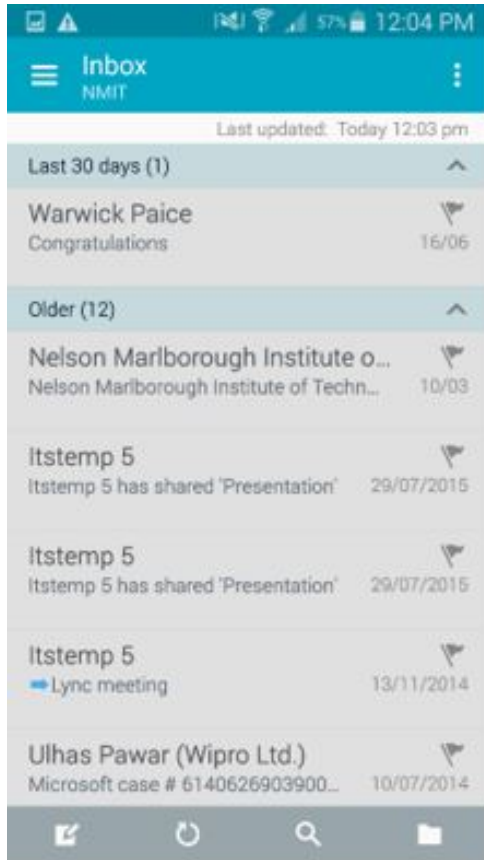 57% 12:04 PM
Inbox
NMIT
Last updated: Today 12:03 pm
Last 30 days (1)
Warwick Paice
Congratulations 16/06
Older (12)
Nelson Marlborough Institute o...
Nelson Marlborough Institute of Techn... 10/03
Itstemp 5
Itstemp 5 has shared 'Presentation' 29/07/2015
Itstemp 5
Itstemp 5 has shared 'Presentation' 29/07/2015
Itstemp 5
Lync meeting 13/11/2014
Ulhas Pawar (Wipro Ltd.)
Microsoft case # 6140626903900... 10/07/2014